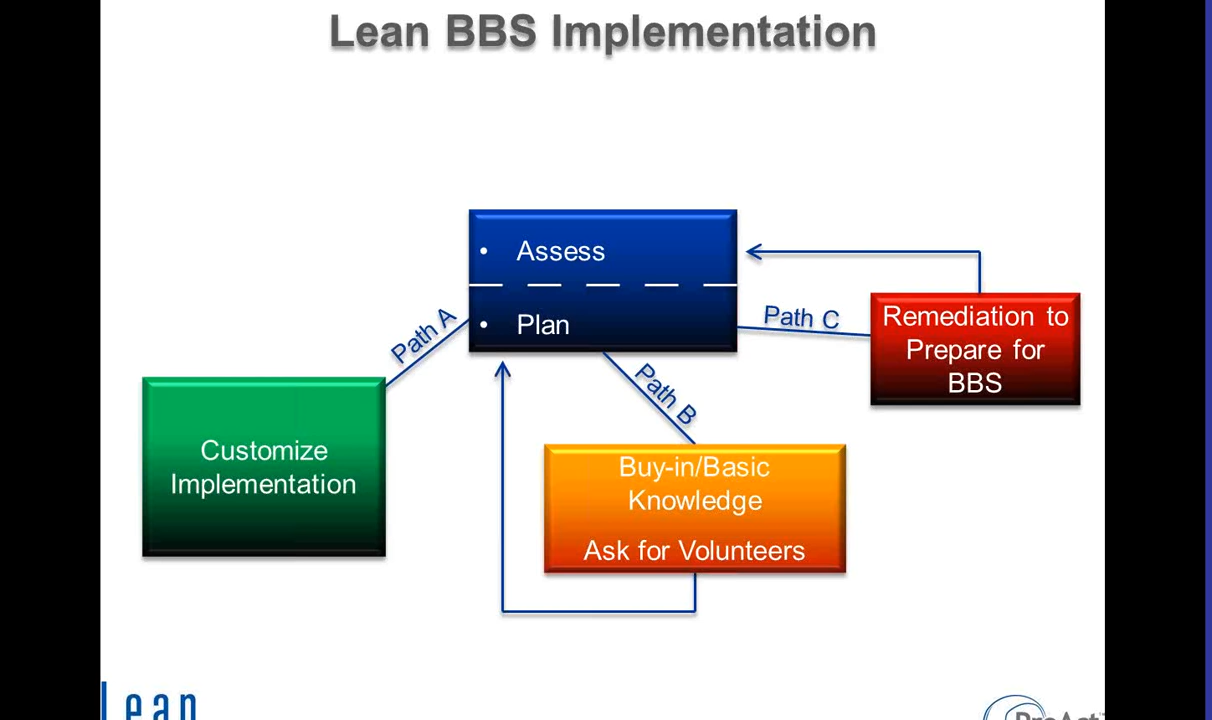 Lean BBS Implementation
• Assess
• Plan
Path A
Path B
Path C
Remediation to
Prepare for
BBS
Customize
Implementation
Buy-in/Basic
Knowledge
Ask for Volunteers
Lean
ProAct